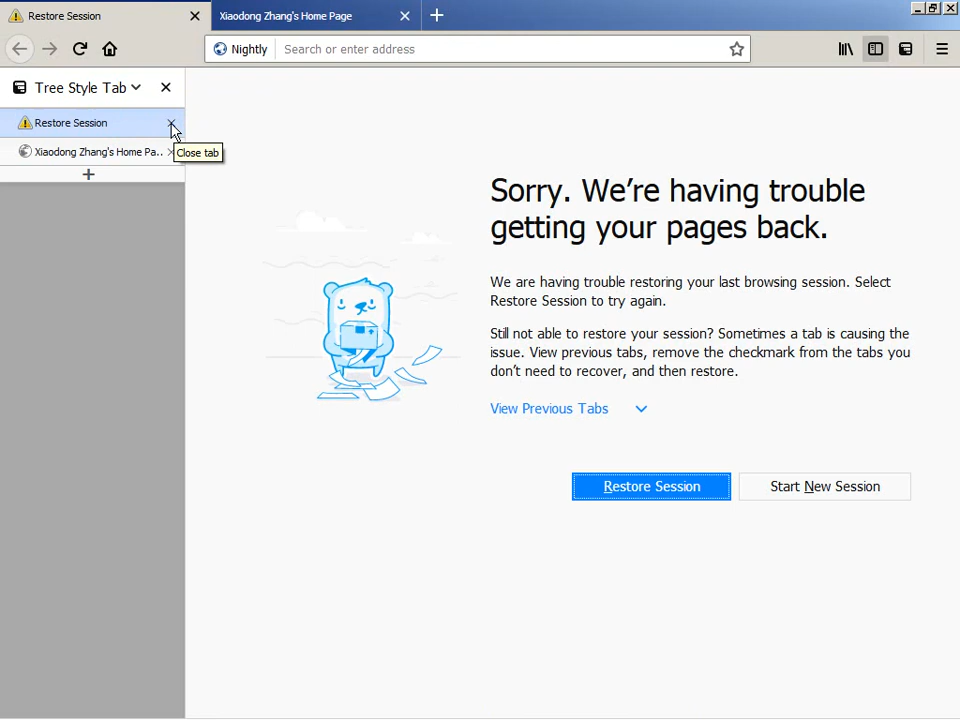 Restore Session
Xiaodong Zhang's Home Page
Nightly
Search or enter address
Tree Style Tab
Restore Session
Xiaodong Zhang's Home Pa..
Close tab
Sorry. We're having trouble
getting your pages back.
We are having trouble restoring your last browsing session. Select
Restore Session to try again.
Still not able to restore your session? Sometimes a tab is causing the
issue. View previous tabs, remove the checkmark from the tabs you
don't need to recover, and then restore.
View Previous Tabs
Restore Session
Start New Session